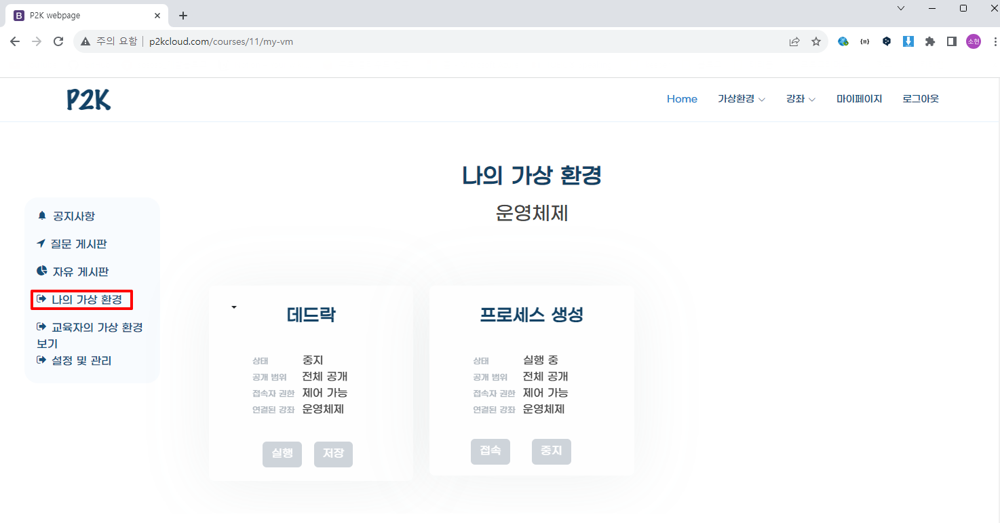 P2K webpage
주의 요함 p2kcloud.com/courses/11/my-vm
소현
P2K
Home 가상환경 강좌 마이페이지 로그아웃
나의 가상 환경
운영체제
공지사항
질문 게시판
자유 게시판
나의 가상 환경
교육자의 가상 환경
보기
설정 및 관리
데드락
상태 중지
공개 범위 전체 공개
접속자 권한 제어 가능
연결된 강좌 운영체제
실행 저장
프로세스 생성
상태 실행 중
공개 범위 전체 공개
접속자 권한 제어 가능
연결된 강좌 운영체제
접속 중지